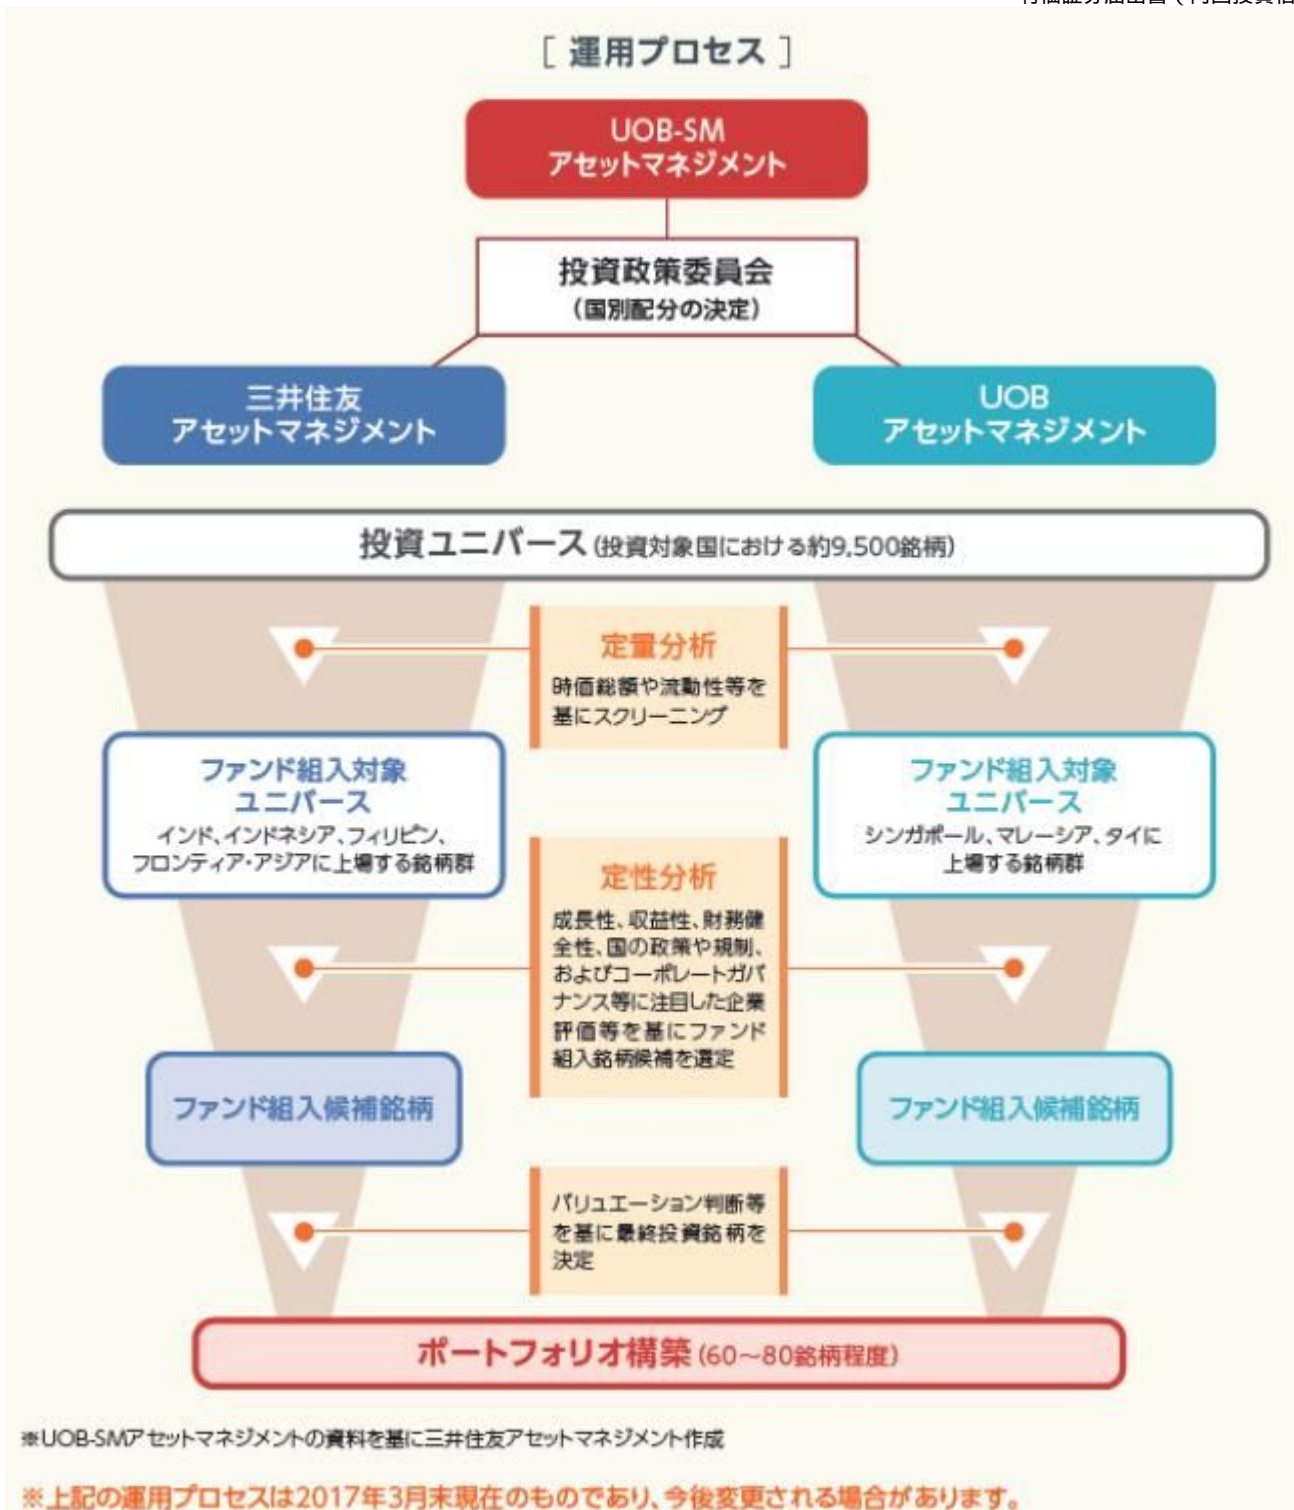 ［ 運用プロセス ］
UOB-SM
アセットマネジメント
投資政策委員会
（国別配分の決定）
三井住友
アセットマネジメント
UOB
アセットマネジメント
投資ユニバース（投資対象国における約9,500銘柄）
定量分析
時価総額や流動性等を
基にスクリーニング
ファンド組入対象
ユニバース
インド、インドネシア、フィリピン、
フロンティア・アジアに上場する銘柄群
ファンド組入対象
ユニバース
シンガポール、マレーシア、タイに
上場する銘柄群
定性分析
成長性、収益性、財務健
全性、国の政策や規制、
およびコーポレートガバ
ナンス等に注目した企業
評価等を基にファンド
組入銘柄候補を選定
ファンド組入候補銘柄
ファンド組入候補銘柄
バリュエーション判断等
を基に最終投資銘柄を
決定
ポートフォリオ構築（60～80銘柄程度）
※UOB-SMアセットマネジメントの資料を基に三井住友アセットマネジメント作成
※上記の運用プロセスは2017年3月末現在のものであり、今後変更される場合があります。